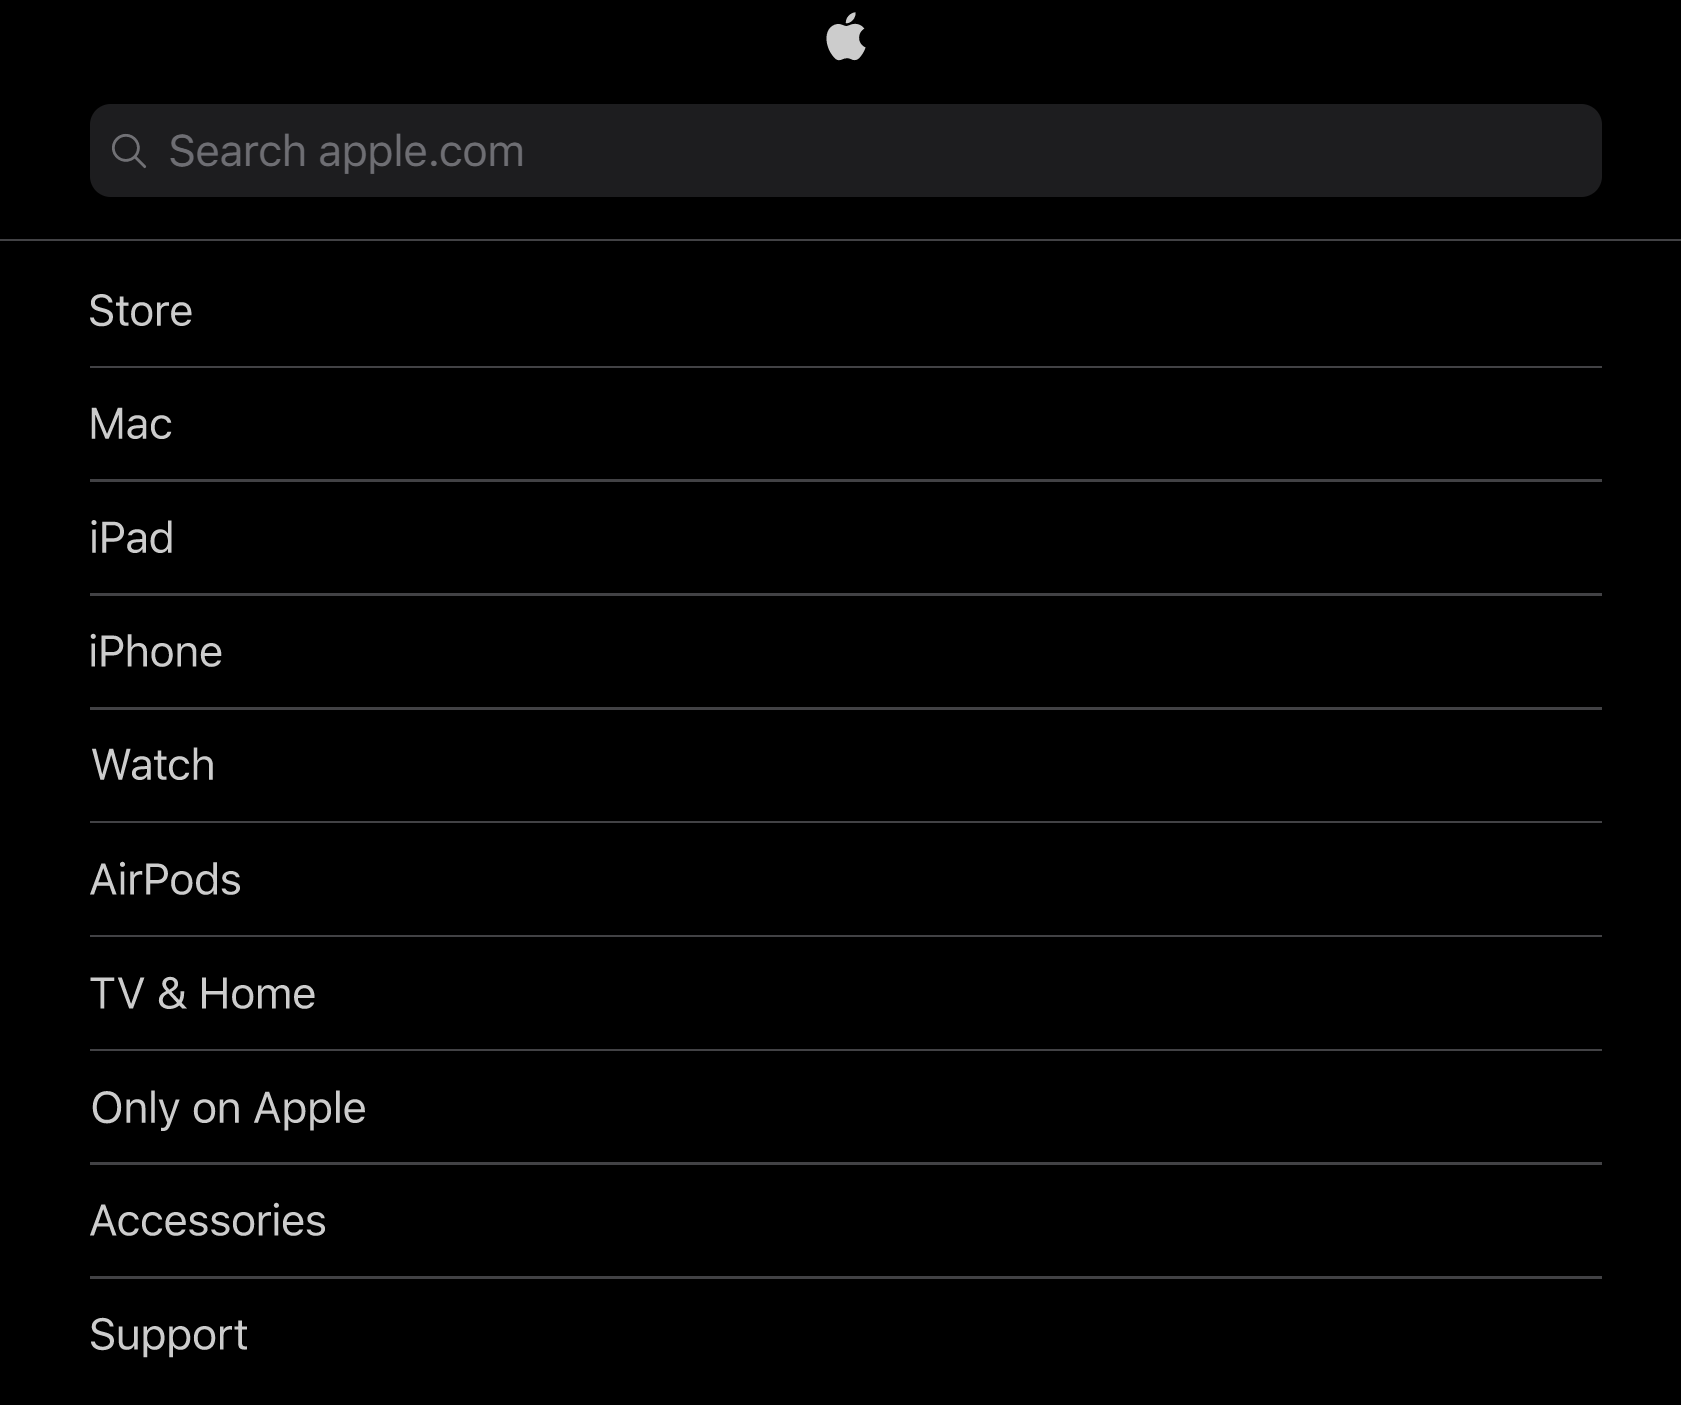 Search apple.com
Store
Mac
iPad
iPhone
Watch
AirPods
TV & Home
Only on Apple
Accessories
Support